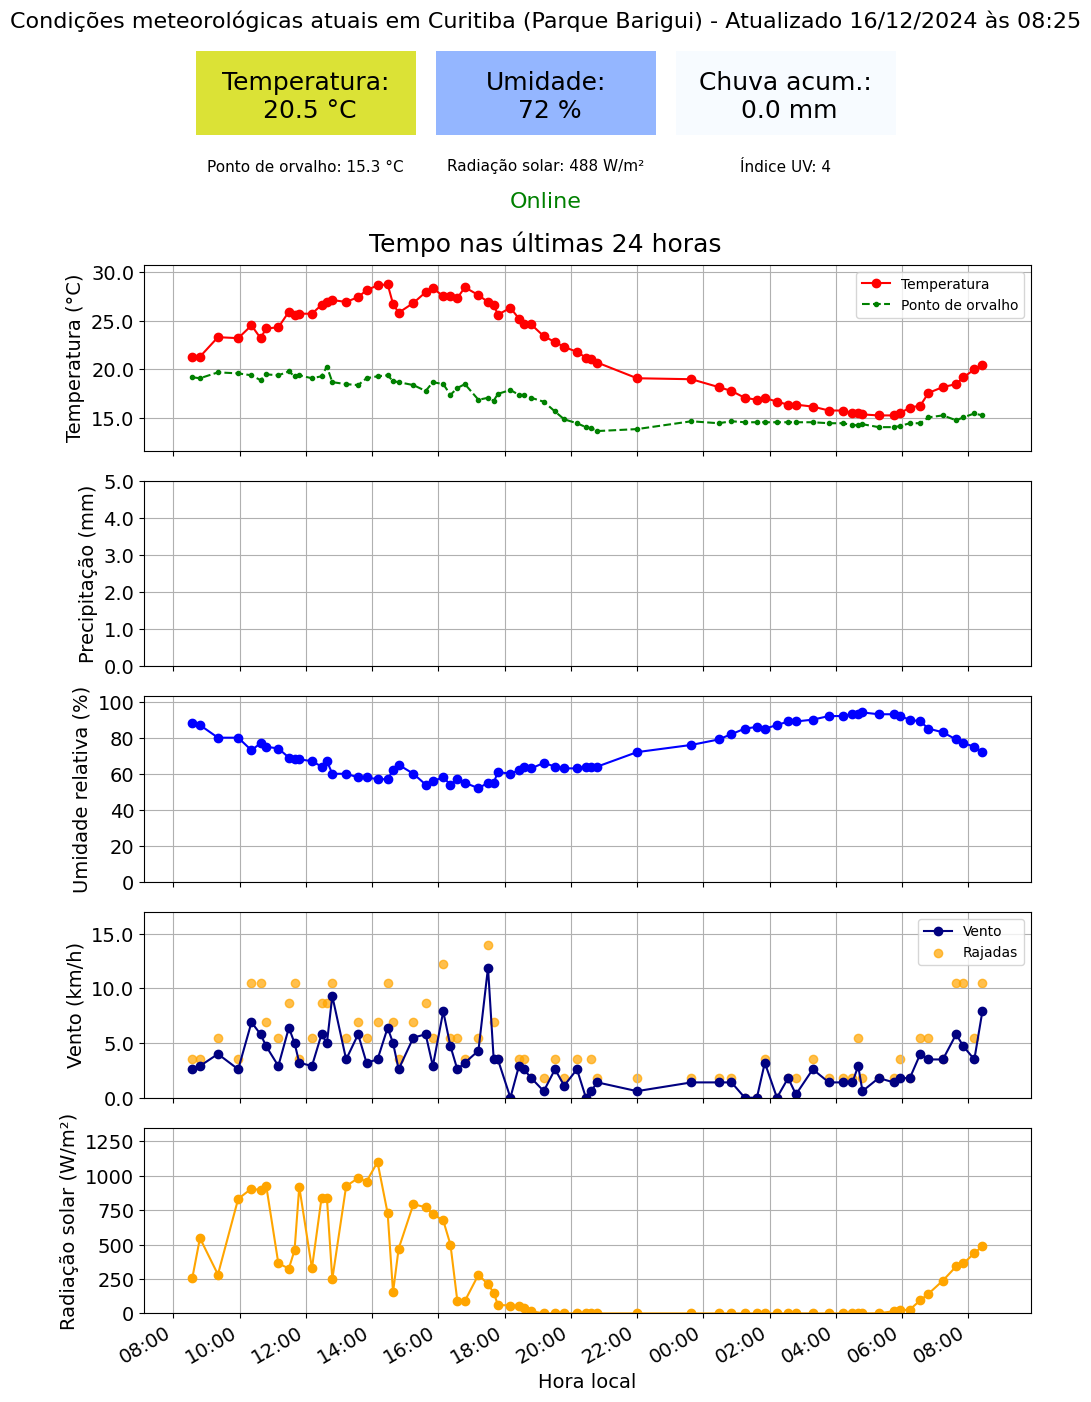 Condições meteorológicas atuais em Curitiba (Parque Barigui) - Atualizado 16/12/2024 às 08:25
Temperatura:
20.5 °C
Umidade:
72 %
Chuva acum.:
0.0 mm
Ponto de orvalho: 15.3 °C
Radiação solar: 488 W/m²
Índice UV: 4
Online
Tempo nas últimas 24 horas
Temperatura (°C)
30.0
25.0
20.0
15.0
Temperatura
Ponto de orvalho
Precipitação (mm)
5.0
4.0
3.0
2.0
1.0
0.0
Umidade relativa (%)
100
80
60
40
20
0
Vento (km/h)
15.0
10.0
5.0
0.0
Vento
Rajadas
Radiação solar (W/m²)
1250
1000
750
500
250
0
08:00
10:00
12:00
14:00
16:00
18:00
20:00
22:00
00:00
02:00
04:00
06:00
08:00
Hora local